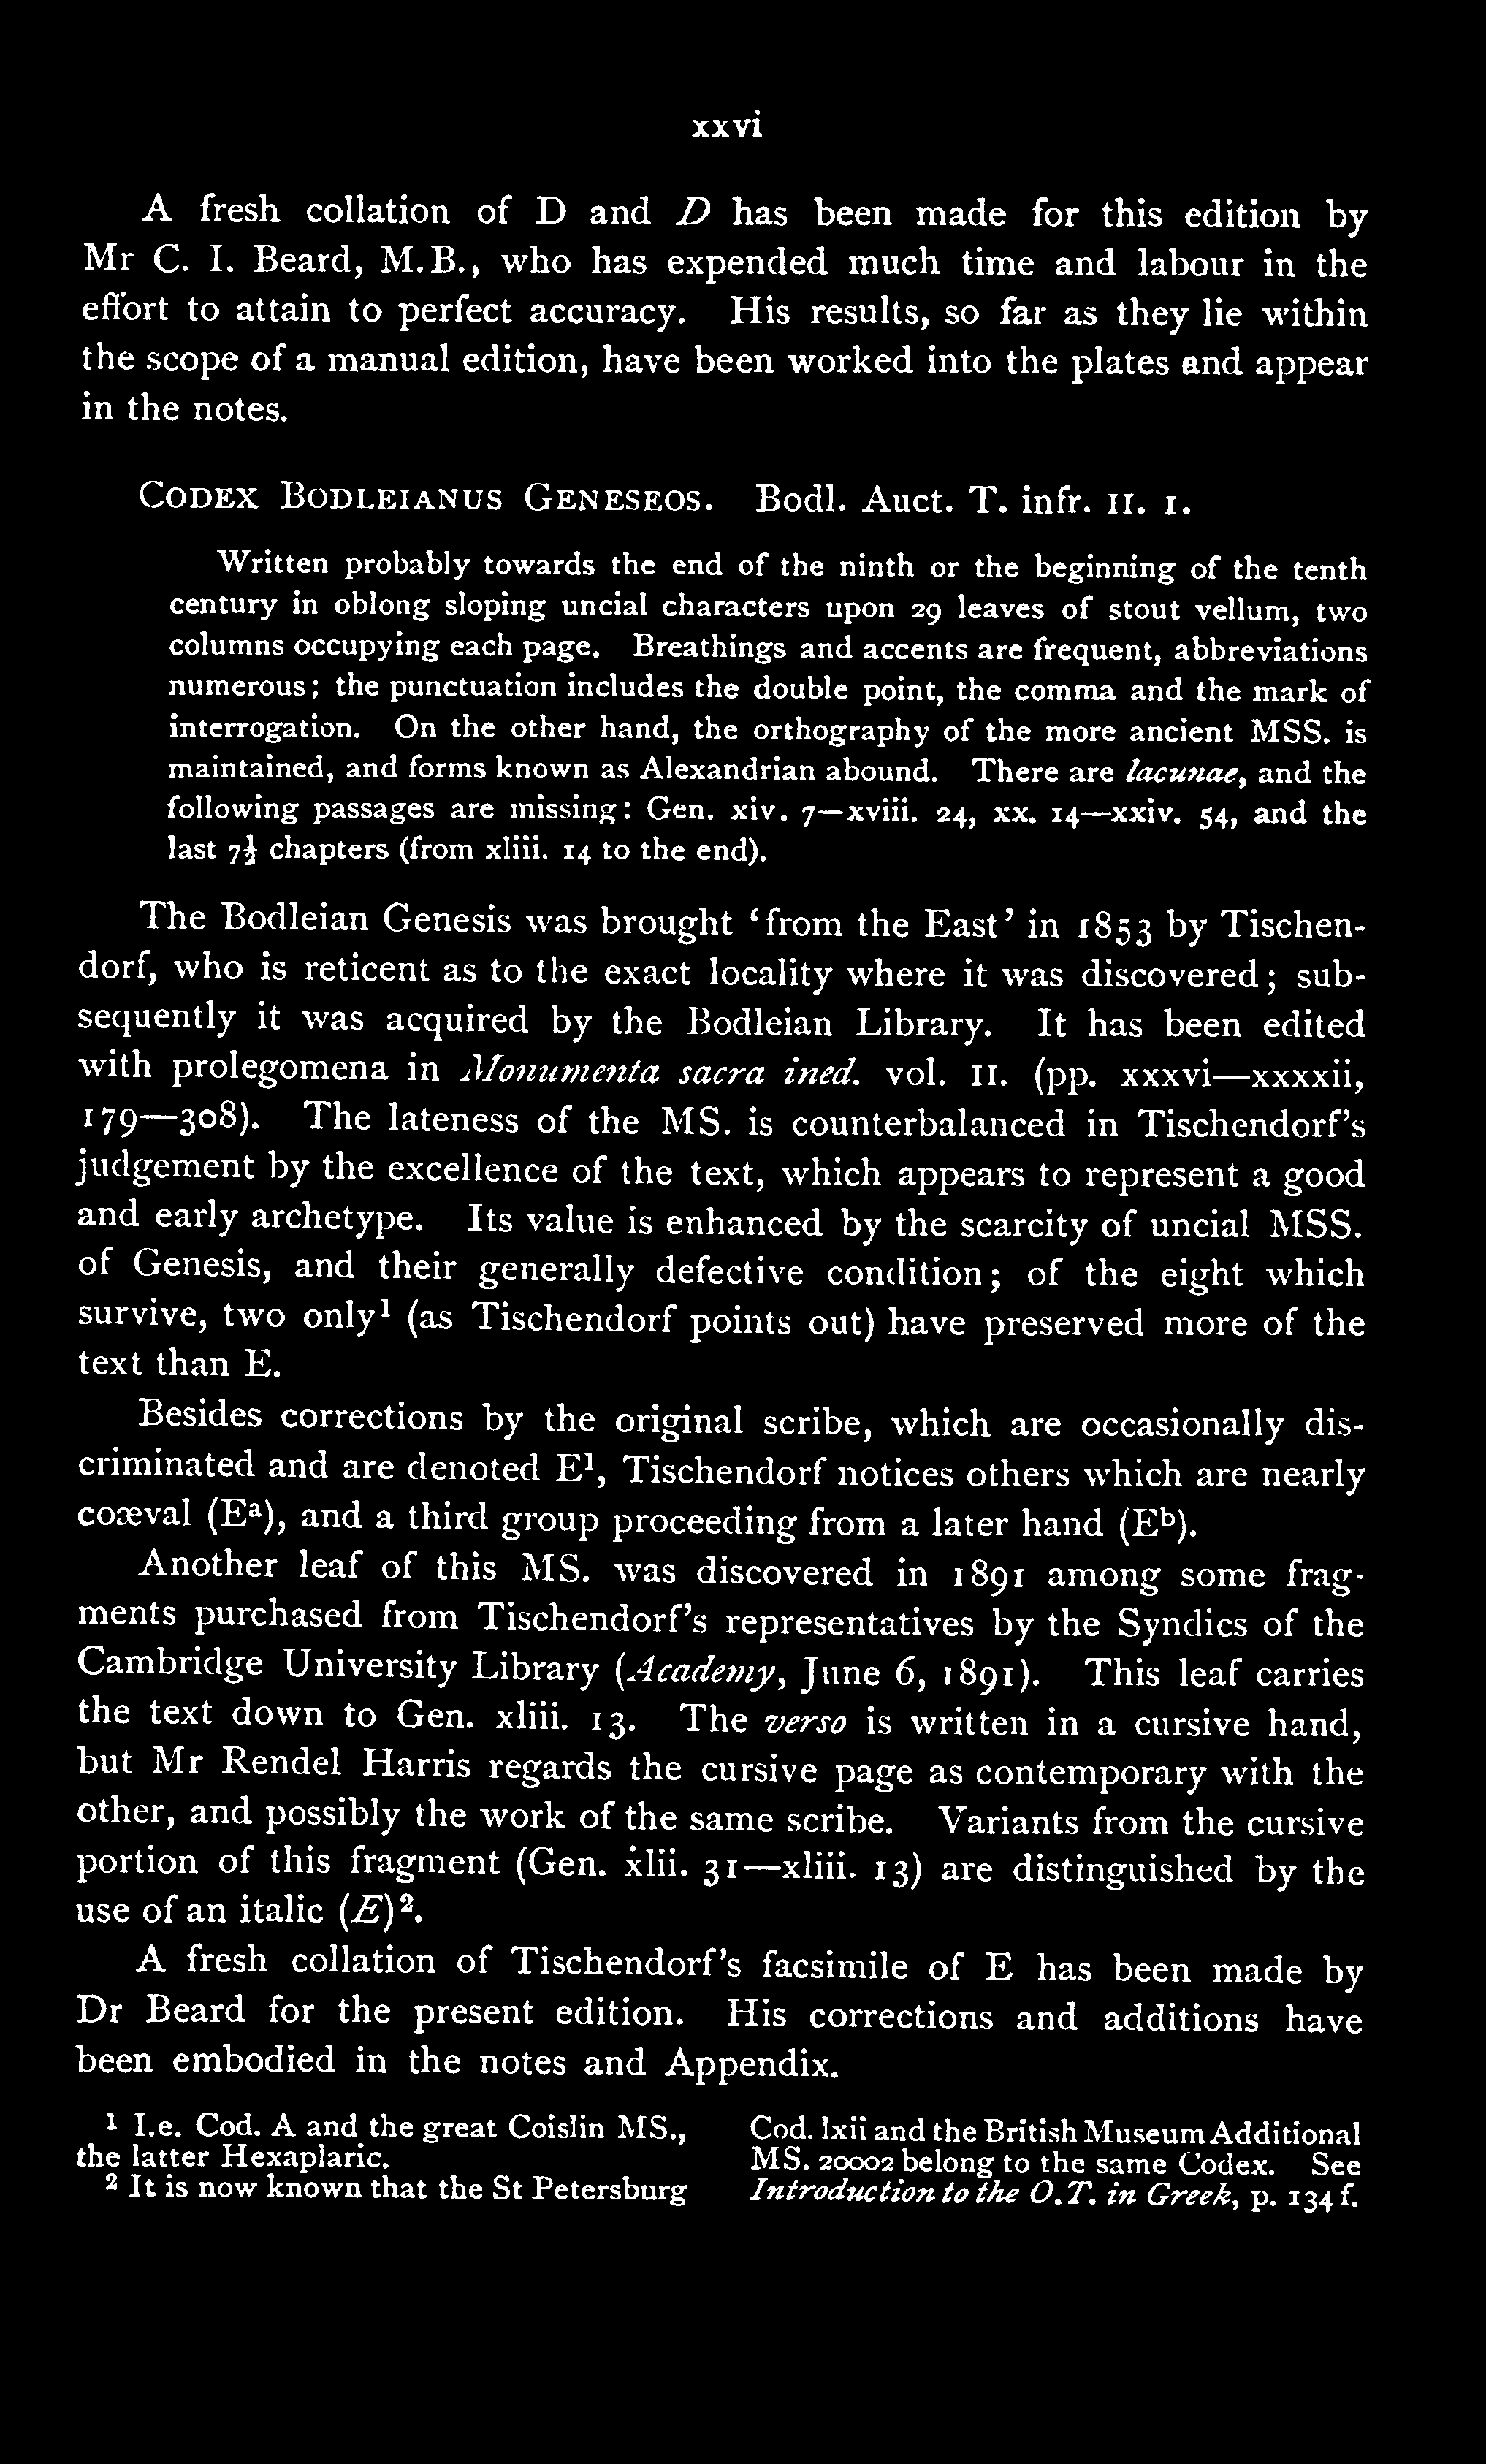 xxvi
A fresh collation of D and D has been made for this edition by
Mr C. I. Beard, M.B., who has expended much time and labour in the
effort to attain to perfect accuracy. His results, so far as they lie within
the scope of a manual edition, have been worked into the plates and appear
in the notes.
CODEX BODLEIANUS GENESEOS. Bodl. Auct. T. infr. II. I.
Written probably towards the end of the ninth or the beginning of the tenth
century in oblong sloping uncial characters upon 29 leaves of stout vellum, two
columns occupying each page. Breathings and accents are frequent, abbreviations
numerous; the punctuation includes the double point, the comma and the mark of
interrogation. On the other hand, the orthography of the more ancient MSS. is
maintained, and forms known as Alexandrian abound. There are lacunae, and the
following passages are missing: Gen. xiv. 7—xviii. 24, xx. 14—xxiv. 54, and the
last 7½ chapters (from xliii. 14 to the end).
The Bodleian Genesis was brought ‘from the East’ in 1853 by Tischen-
dorf, who is reticent as to the exact locality where it was discovered; sub-
sequently it was acquired by the Bodleian Library. It has been edited
with prolegomena in Monumenta sacra ined. vol. II. (pp. xxxvi—xxxxii,
179—308). The lateness of the MS. is counterbalanced in Tischendorf’s
judgement by the excellence of the text, which appears to represent a good
and early archetype. Its value is enhanced by the scarcity of uncial MSS.
of Genesis, and their generally defective condition; of the eight which
survive, two only¹ (as Tischendorf points out) have preserved more of the
text than E.
Besides corrections by the original scribe, which are occasionally dis-
criminated and are denoted E¹, Tischendorf notices others which are nearly
coæval (Eᵃ), and a third group proceeding from a later hand (Eᵇ).
Another leaf of this MS. was discovered in 1891 among some frag-
ments purchased from Tischendorf’s representatives by the Syndics of the
Cambridge University Library (Academy, June 6, 1891). This leaf carries
the text down to Gen. xliii. 13. The verso is written in a cursive hand,
but Mr Rendel Harris regards the cursive page as contemporary with the
other, and possibly the work of the same scribe. Variants from the cursive
portion of this fragment (Gen. xlii. 31—xliii. 13) are distinguished by the
use of an italic (E)².
A fresh collation of Tischendorf’s facsimile of E has been made by
Dr Beard for the present edition. His corrections and additions have
been embodied in the notes and Appendix.
¹ I.e. Cod. A and the great Coislin MS.,
the latter Hexaplaric.
² It is now known that the St Petersburg
Cod. lxii and the British Museum Additional
MS. 20002 belong to the same Codex. See
Introduction to the O.T. in Greek, p. 134 f.